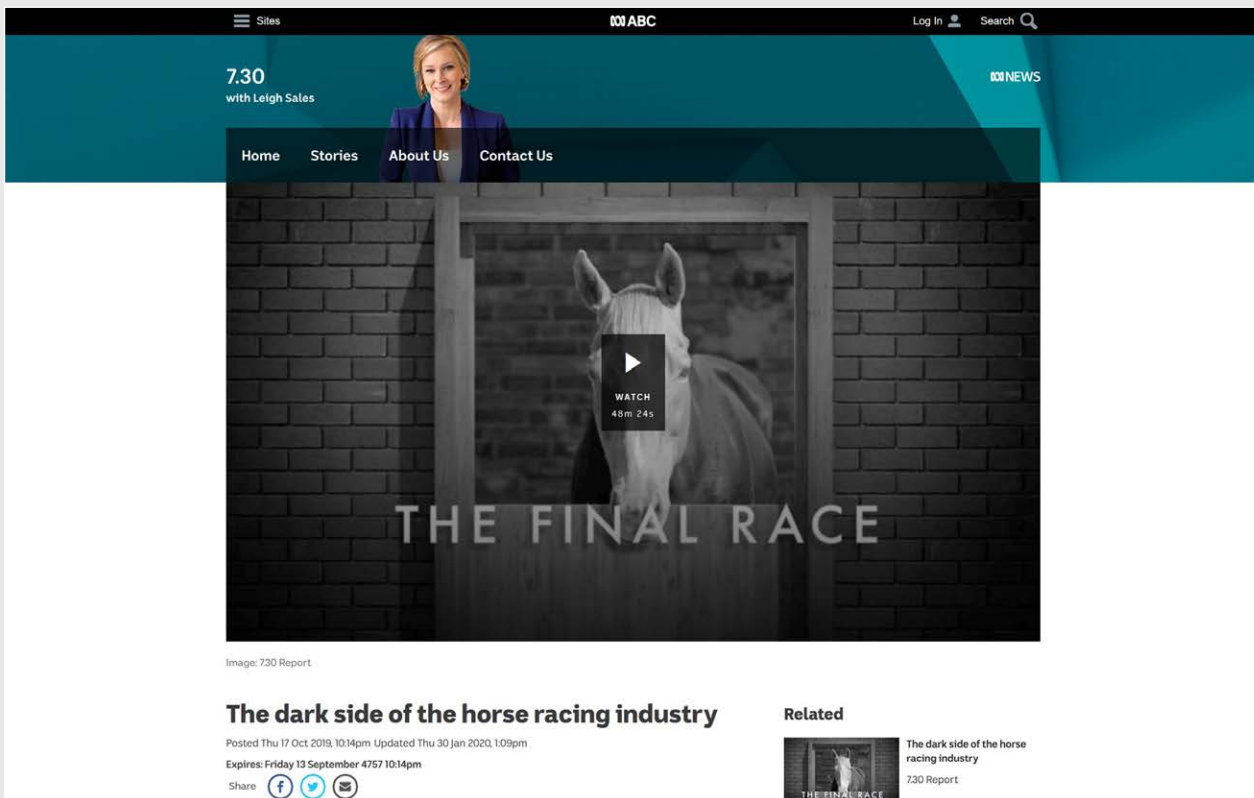 Sites
ABC
Log In
Search
7.30
with Leigh Sales
NEWS
Home
Stories
About Us
Contact Us
WATCH
48m 24s
THE FINAL RACE
Image: 7.30 Report
The dark side of the horse racing industry
Posted Thu 17 Oct 2019, 10:14pm Updated Thu 30 Jan 2020, 1:09pm
Expires: Friday 13 September 4757 10:14pm
Share
Related
The dark side of the horse
racing industry
7.30 Report
THE FINAL RACE